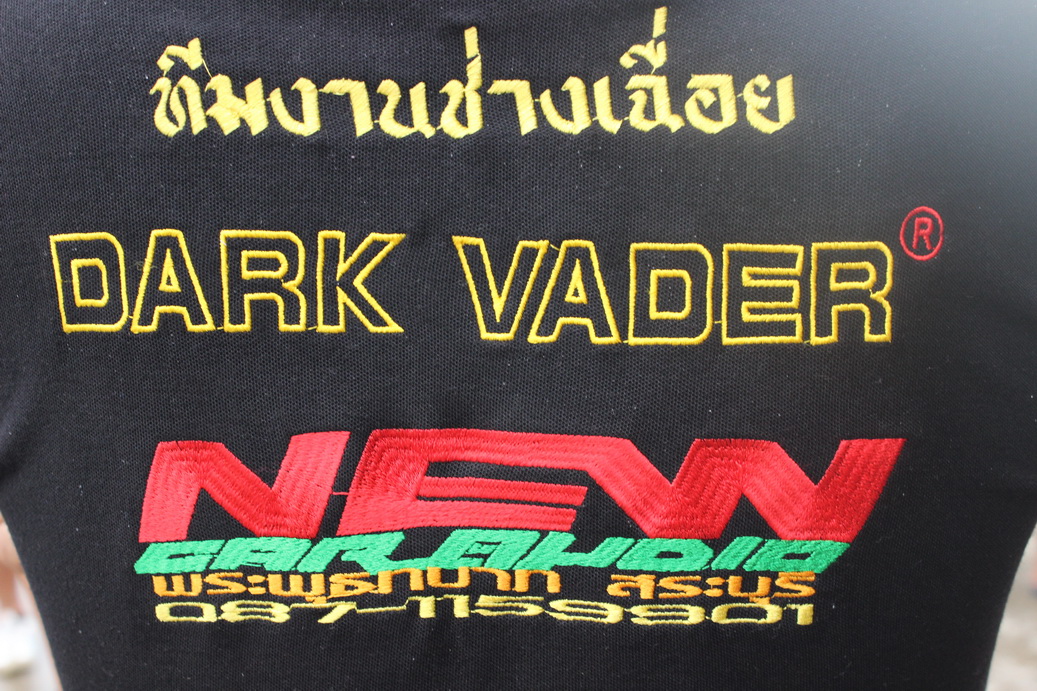 ทีมงานช่างเฉื่อย
DARK VADER®
NEW
CAR AUDIO
พระพุทธบาท สระบุรี
087-1159901